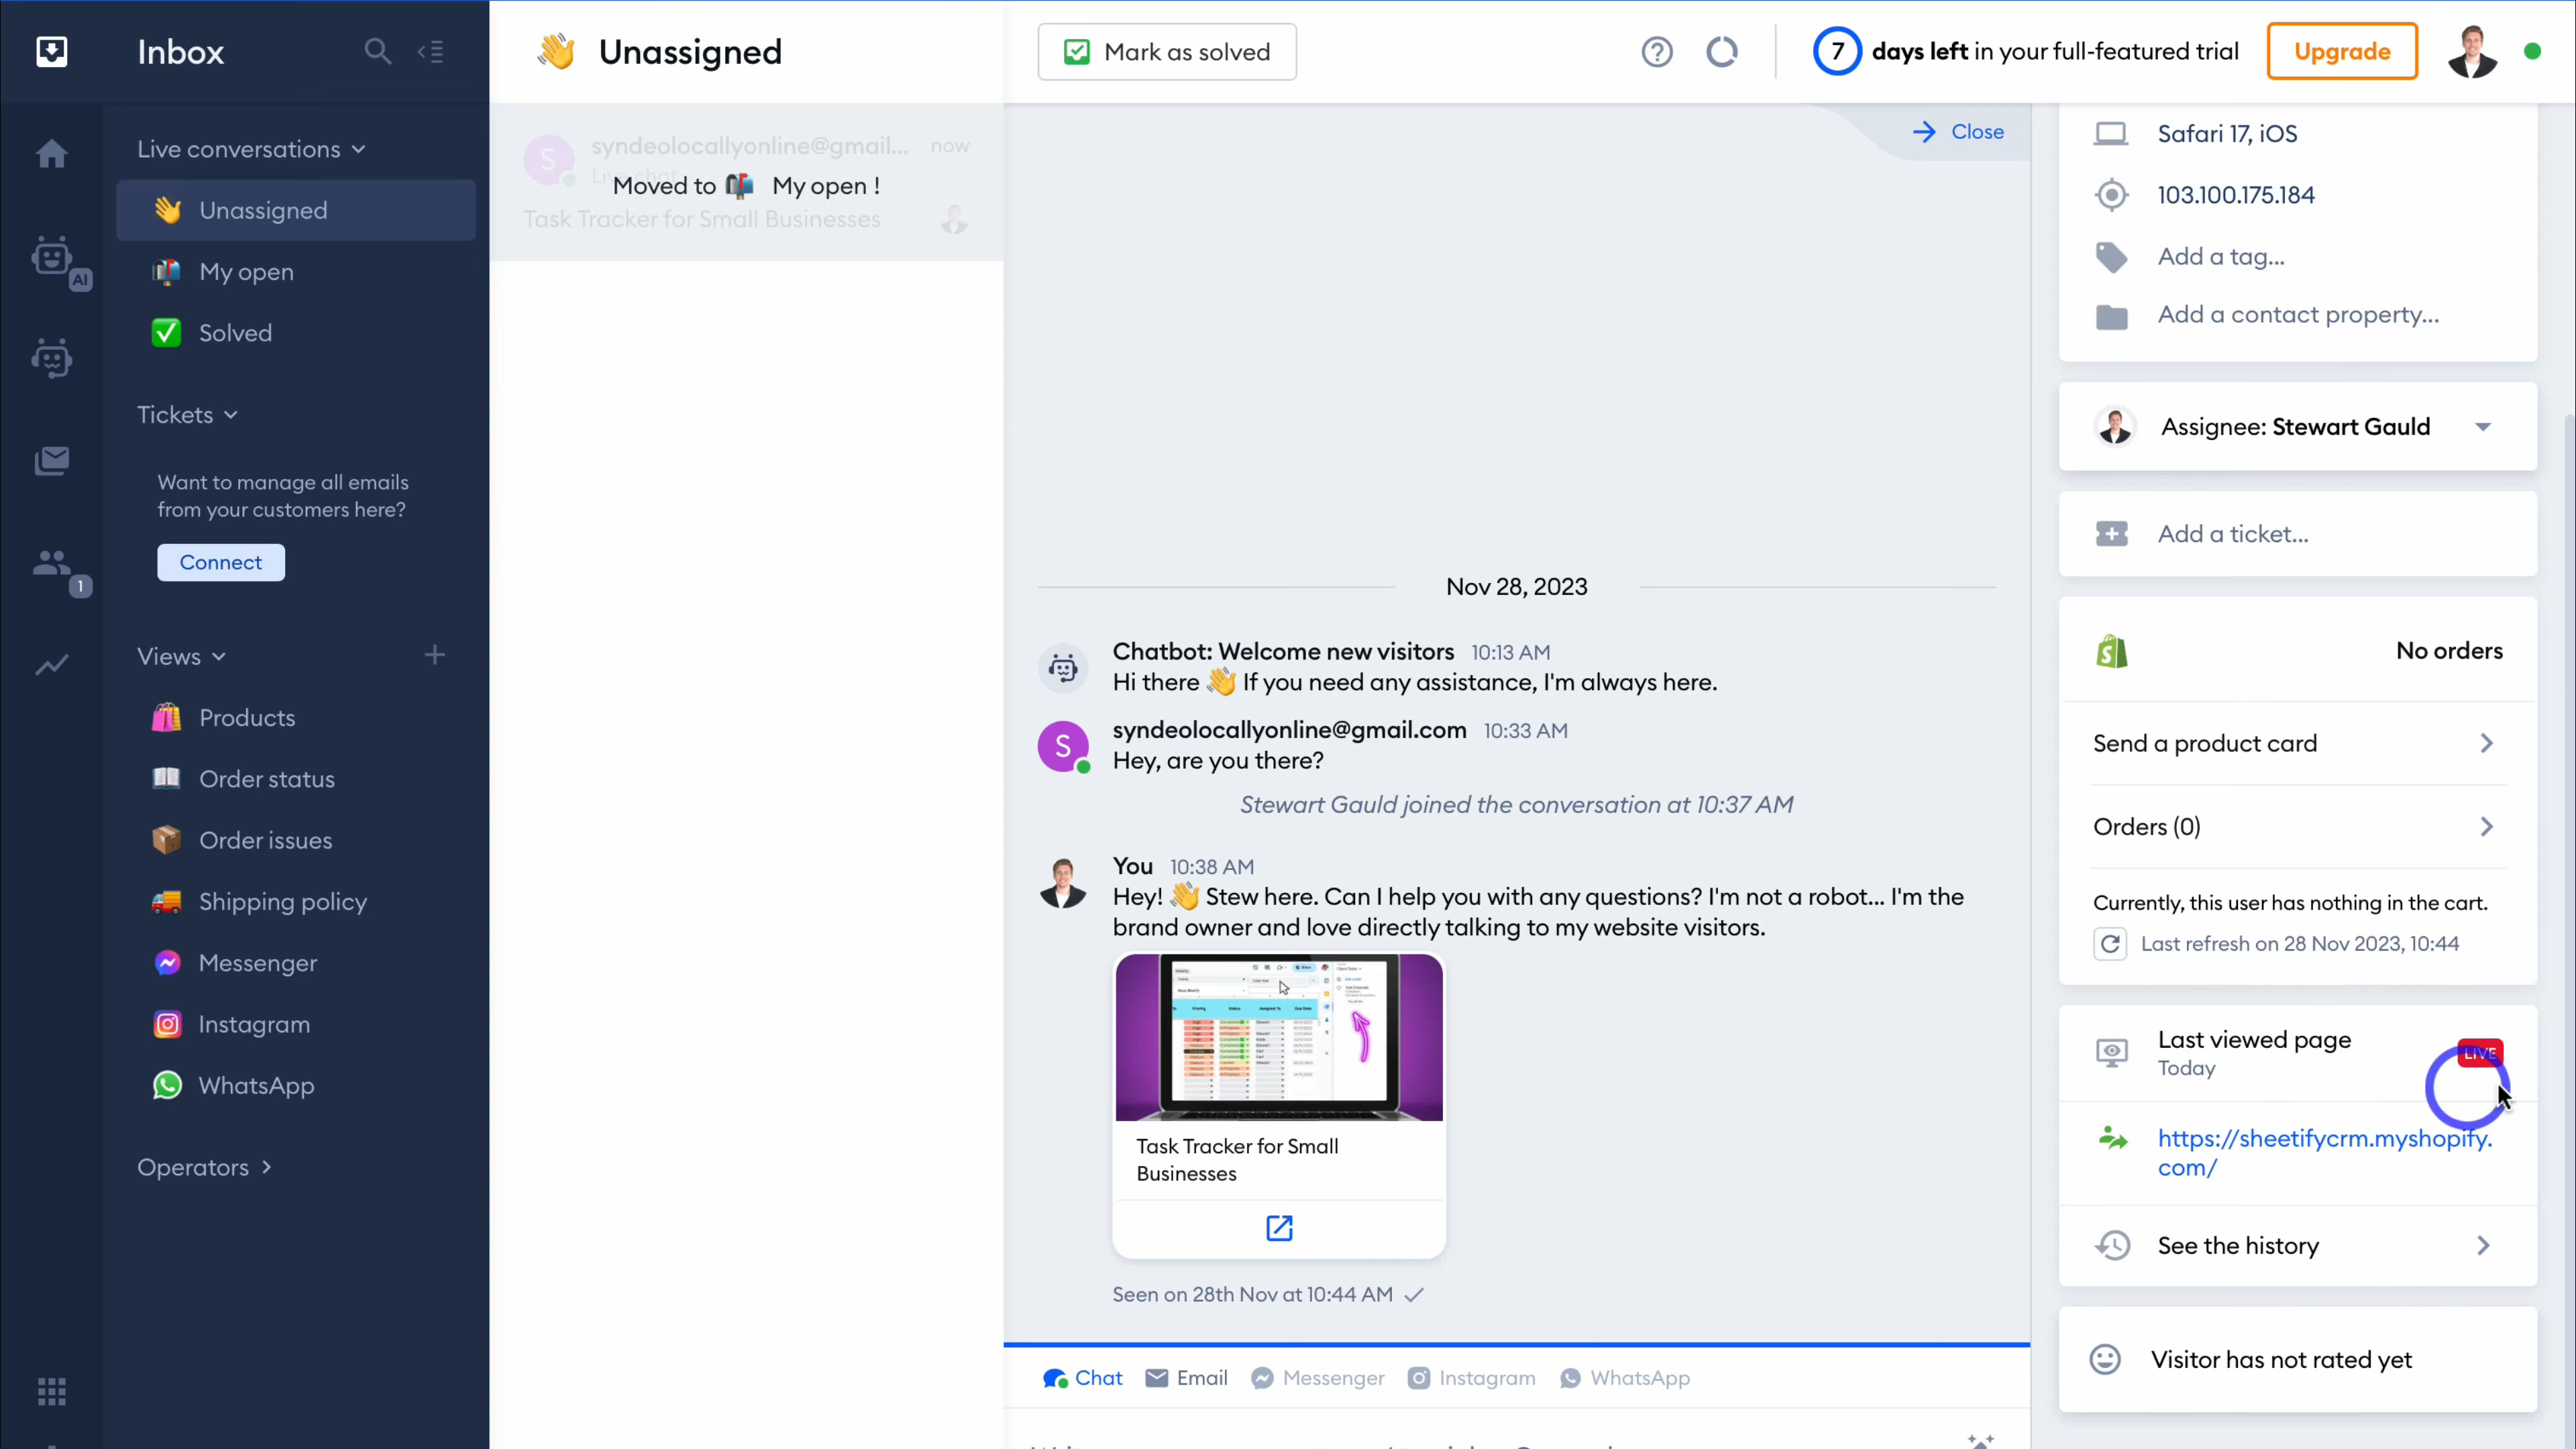 Inbox
Live conversations
Unassigned
My open
Solved
Tickets
Want to manage all emails
from your customers here?
Connect
Views
Products
Order status
Order issues
Shipping policy
Messenger
Instagram
WhatsApp
Operators
AI
1
Unassigned
syndeolocallyonline@gmail... now
Live chat
Moved to My open !
Task Tracker for Small Businesses
S
Mark as solved
7 days left in your full-featured trial
Upgrade
Close
Nov 28, 2023
Chatbot: Welcome new visitors 10:13 AM
Hi there 👋 If you need any assistance, I'm always here.
S
syndeolocallyonline@gmail.com 10:33 AM
Hey, are you there?
Stewart Gauld joined the conversation at 10:37 AM
You 10:38 AM
Hey! 👋 Stew here. Can I help you with any questions? I'm not a robot... I'm the
brand owner and love directly talking to my website visitors.
Task Tracker for Small
Businesses
Seen on 28th Nov at 10:44 AM
Chat Email Messenger Instagram WhatsApp
Safari 17, iOS
103.100.175.184
Add a tag...
Add a contact property...
Assignee: Stewart Gauld
Add a ticket...
No orders
Send a product card
Orders (0)
Currently, this user has nothing in the cart.
Last refresh on 28 Nov 2023, 10:44
Last viewed page
LIVE
Today
https://sheetifycrm.myshopify.
com/
See the history
Visitor has not rated yet